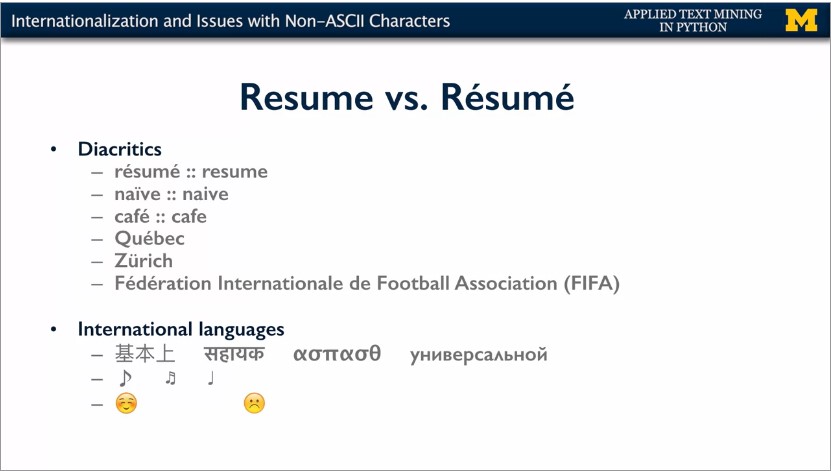 Internationalization and Issues with Non-ASCII Characters
APPLIED TEXT MINING
IN PYTHON
M
Resume vs. Résumé
• Diacritics
– résumé :: resume
– naïve :: naive
– café :: cafe
– Québec
– Zürich
– Fédération Internationale de Football Association (FIFA)
• International languages
– 基本上 सहायक ασπασθ универсальной
– ♪ ♬ ♩
– ☺️ ☹️